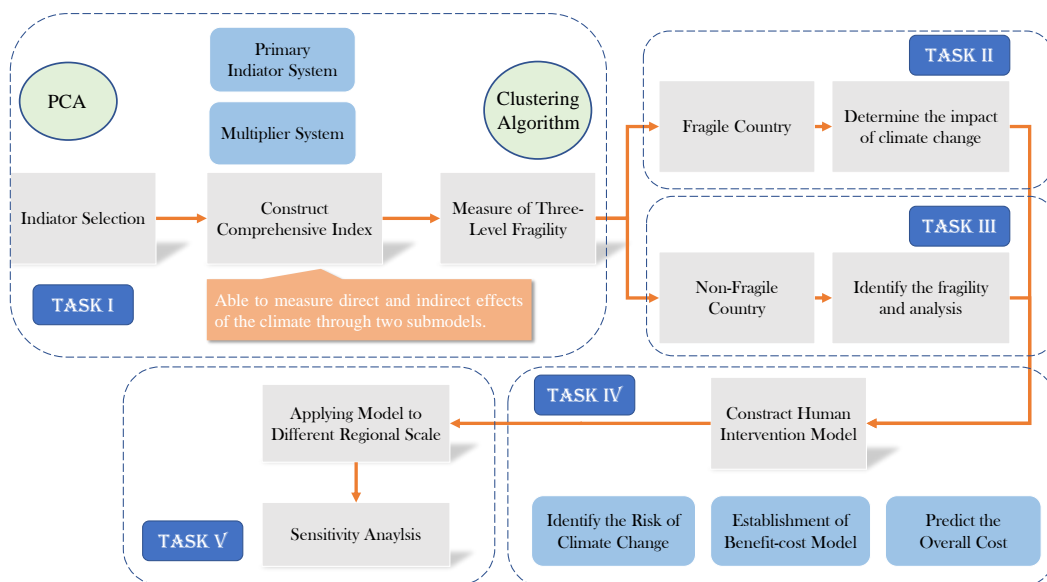 Primary
Indiator System
PCA
Multiplier System
Clustering
Algorithm
Indiator Selection
Construct
Comprehensive Index
Measure of Three-
Level Fragility
Able to measure direct and indirect effects
of the climate through two submodels.
TASK I
TASK II
Fragile Country
Determine the impact
of climate change
TASK III
Non-Fragile
Country
Identify the fragility
and analysis
TASK IV
Constract Human
Intervention Model
Identify the Risk of
Climate Change
Establishment of
Benefit-cost Model
Predict the
Overall Cost
Applying Model to
Different Regional Scale
Sensitivity Anaylsis
TASK V